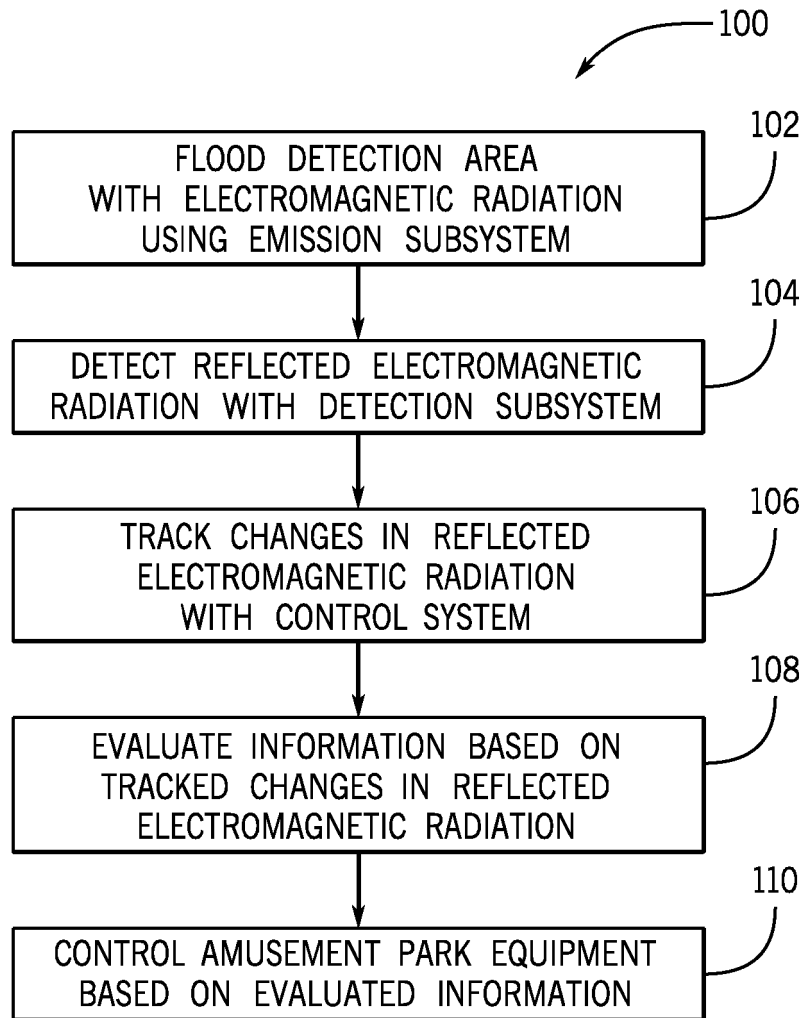 100
102
FLOOD DETECTION AREA
WITH ELECTROMAGNETIC RADIATION
USING EMISSION SUBSYSTEM
104
DETECT REFLECTED ELECTROMAGNETIC
RADIATION WITH DETECTION SUBSYSTEM
106
TRACK CHANGES IN REFLECTED
ELECTROMAGNETIC RADIATION
WITH CONTROL SYSTEM
108
EVALUATE INFORMATION BASED ON
TRACKED CHANGES IN REFLECTED
ELECTROMAGNETIC RADIATION
110
CONTROL AMUSEMENT PARK EQUIPMENT
BASED ON EVALUATED INFORMATION